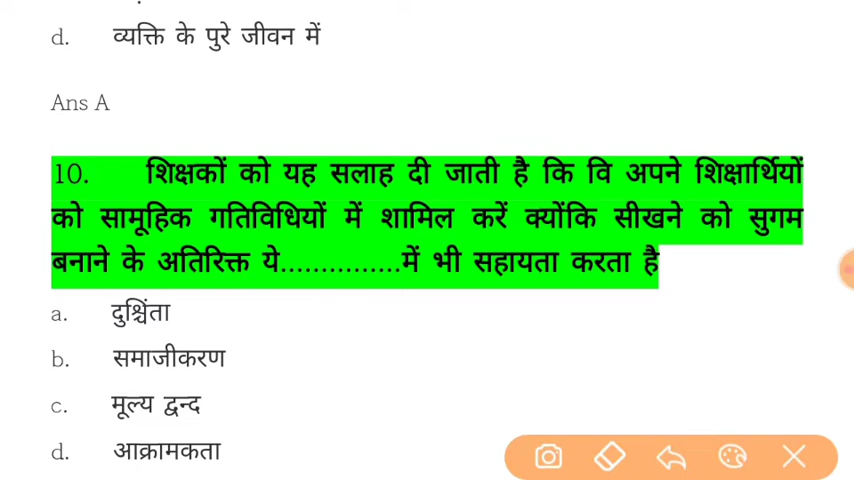 d. व्यक्ति के पुरे जीवन में
Ans A
10. शिक्षकों को यह सलाह दी जाती है कि वि अपने शिक्षार्थियों
को सामूहिक गतिविधियों में शामिल करें क्योंकि सीखने को सुगम
बनाने के अतिरिक्त ये...............में भी सहायता करता है
a. दुश्चिंता
b. समाजीकरण
c. मूल्य द्वन्द
d. आक्रामकता